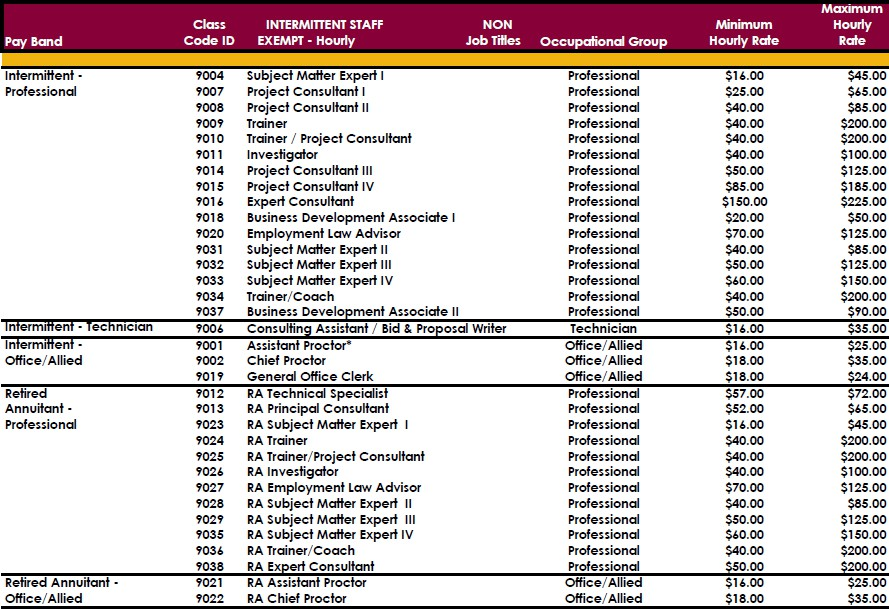 Maximum
Class INTERMITTENT STAFF NON Minimum Hourly
Pay Band Code ID EXEMPT - Hourly Job Titles Occupational Group Hourly Rate Rate
Intermittent - 9004 Subject Matter Expert I Professional $16.00 $45.00
Professional 9007 Project Consultant I Professional $25.00 $65.00
9008 Project Consultant II Professional $40.00 $85.00
9009 Trainer Professional $40.00 $200.00
9010 Trainer / Project Consultant Professional $40.00 $200.00
9011 Investigator Professional $40.00 $100.00
9014 Project Consultant III Professional $50.00 $125.00
9015 Project Consultant IV Professional $85.00 $185.00
9016 Expert Consultant Professional $150.00 $225.00
9018 Business Development Associate I Professional $20.00 $50.00
9020 Employment Law Advisor Professional $70.00 $125.00
9031 Subject Matter Expert II Professional $40.00 $85.00
9032 Subject Matter Expert III Professional $50.00 $125.00
9033 Subject Matter Expert IV Professional $60.00 $150.00
9034 Trainer/Coach Professional $40.00 $200.00
9037 Business Development Associate II Professional $50.00 $90.00
Intermittent - Technician 9006 Consulting Assistant / Bid & Proposal Writer Technician $16.00 $35.00
Intermittent - 9001 Assistant Proctor* Office/Allied $16.00 $25.00
Office/Allied 9002 Chief Proctor Office/Allied $18.00 $35.00
9019 General Office Clerk Office/Allied $18.00 $24.00
Retired 9012 RA Technical Specialist Professional $57.00 $72.00
Annuitant - 9013 RA Principal Consultant Professional $52.00 $65.00
Professional 9023 RA Subject Matter Expert I Professional $16.00 $45.00
9024 RA Trainer Professional $40.00 $200.00
9025 RA Trainer/Project Consultant Professional $40.00 $200.00
9026 RA Investigator Professional $40.00 $100.00
9027 RA Employment Law Advisor Professional $70.00 $125.00
9028 RA Subject Matter Expert II Professional $40.00 $85.00
9029 RA Subject Matter Expert III Professional $50.00 $125.00
9035 RA Subject Matter Expert IV Professional $60.00 $150.00
9036 RA Trainer/Coach Professional $40.00 $200.00
9038 RA Expert Consultant Professional $50.00 $200.00
Retired Annuitant - 9021 RA Assistant Proctor Office/Allied $16.00 $25.00
Office/Allied 9022 RA Chief Proctor Office/Allied $18.00 $35.00